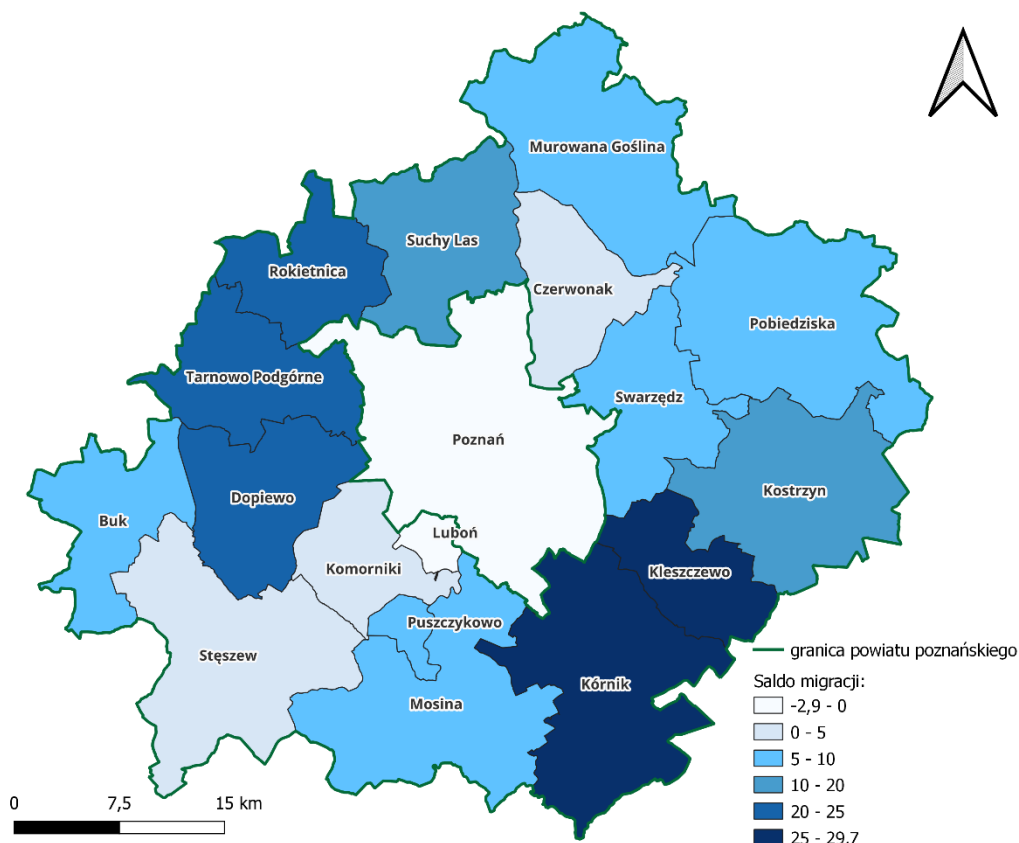 Murowana Goślina
Suchy Las
Rokietnica
Czerwonak
Pobiedziska
Tarnowo Podgórne
Swarzędz
Poznań
Kostrzyn
Dopiewo
Buk
Luboń
Komorniki
Kleszczewo
Puszczykowo
Stęszew
Kórnik
Mosina
granica powiatu poznańskiego
Saldo migracji:
-2,9 - 0
0 - 5
5 - 10
10 - 20
20 - 25
25 - 29,7
0 7,5 15 km